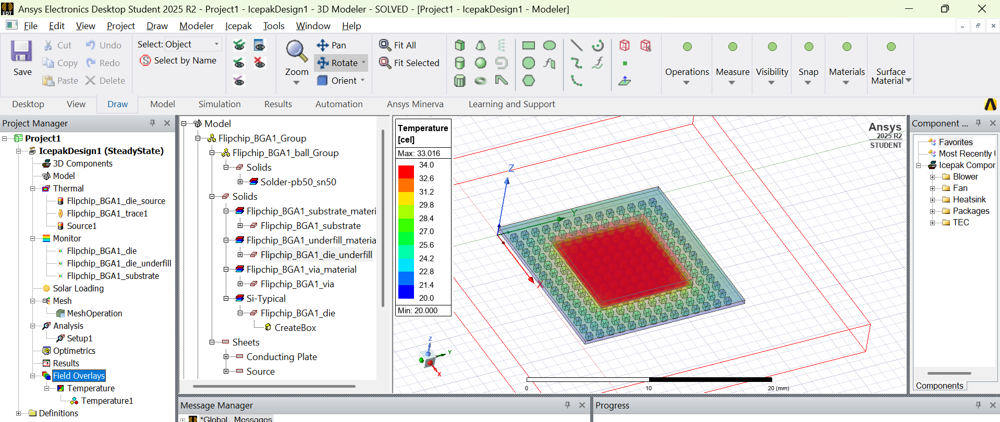 Ansys Electronics Desktop Student 2025 R2 - Project1 - IcepakDesign1 - 3D Modeler - SOLVED - [Project1 - IcepakDesign1 - Modeler]
EDT
File Edit View Project Draw Modeler Icepak Tools Window Help
Save
Cut
Copy
Paste
Undo
Redo
Delete
Select: Object
Select by Name
Zoom
Pan
Rotate
Orient
Fit All
Fit Selected
Operations
Measure
Visibility
Snap
Materials
Surface
Material
Desktop View Draw Model Simulation Results Automation Ansys Minerva Learning and Support
Project Manager
Project1
IcepakDesign1 (SteadyState)
3D Components
Model
Thermal
Flipchip_BGA1_die_source
Flipchip_BGA1_trace1
Source1
Monitor
Flipchip_BGA1_die
Flipchip_BGA1_die_underfill
Flipchip_BGA1_substrate
Solar Loading
Mesh
MeshOperation
Analysis
Setup1
Optimetrics
Results
Field Overlays
Temperature
Temperature1
Definitions
Model
Flipchip_BGA1_Group
Flipchip_BGA1_ball_Group
Solids
Solder-pb50_sn50
Solids
Flipchip_BGA1_substrate_materi
Flipchip_BGA1_substrate
Flipchip_BGA1_underfill_materia
Flipchip_BGA1_die_underfill
Flipchip_BGA1_via_material
Flipchip_BGA1_via
Si-Typical
Flipchip_BGA1_die
CreateBox
Sheets
Conducting Plate
Source
Temperature
[cel]
Max: 33.016
34.0
32.6
31.2
29.8
28.4
27.0
25.6
24.2
22.8
21.4
20.0
Min: 20.000
Z
Y
X
Z
Y
X
0 10 20 (mm)
Ansys
2025 R2
STUDENT
Component ...
Favorites
Most Recently
Icepak Compor
Blower
Fan
Heatsink
Packages
TEC
Components
Message Manager
*Global Messages
Progress